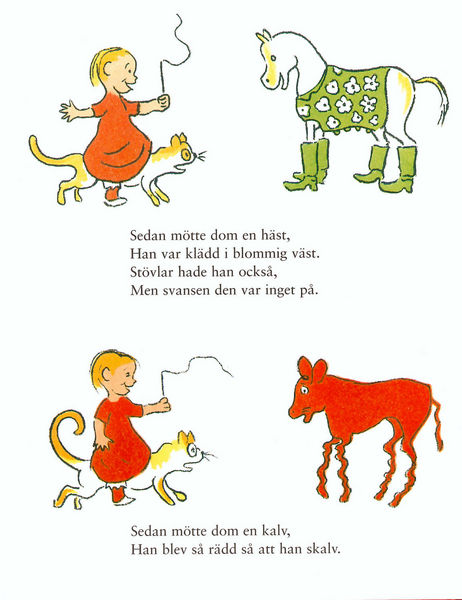 Sedan mötte dom en häst,
Han var klädd i blommig väst.
Stövlar hade han också,
Men svansen den var inget på.
Sedan mötte dom en kalv,
Han blev så rädd så att han skalv.